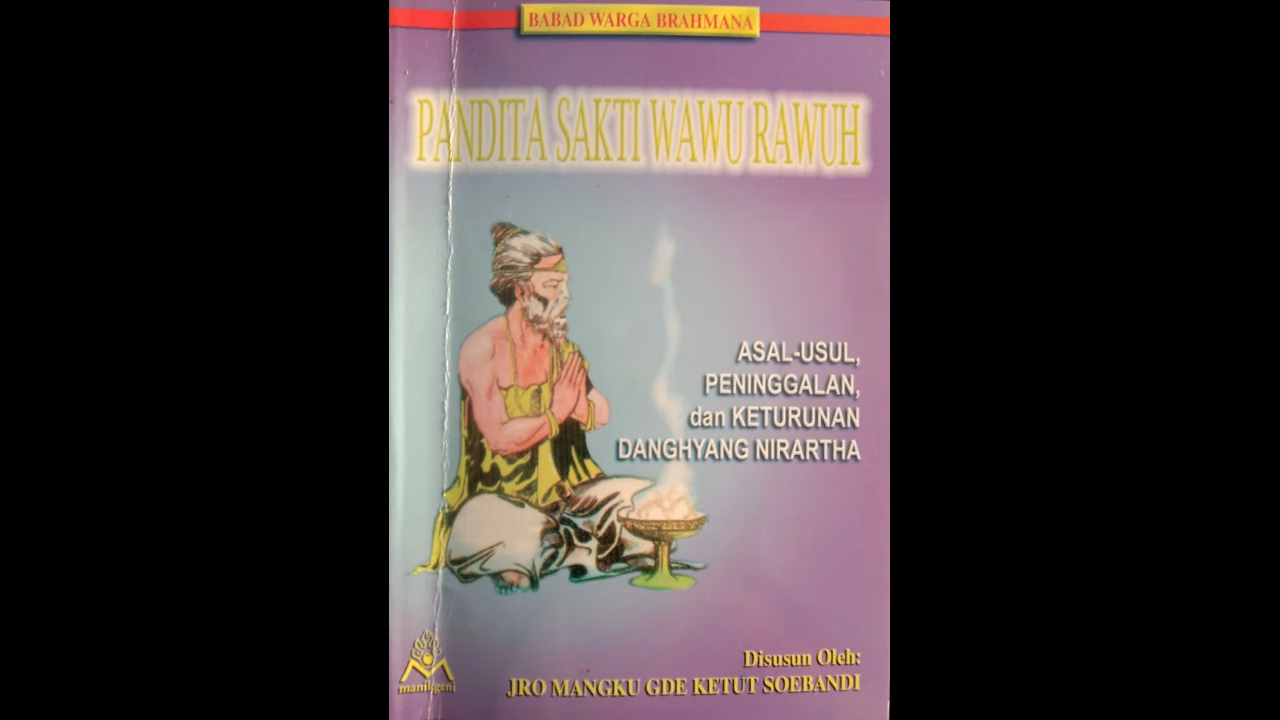 BABAD WARGA BRAHMANA
PANDITA SAKTI WAWU RAWUH
ASAL-USUL,
PENINGGALAN,
dan KETURUNAN
DANGHYANG NIRARTHA
Disusun Oleh:
JRO MANGKU GDE KETUT SOEBANDI
manikgeni